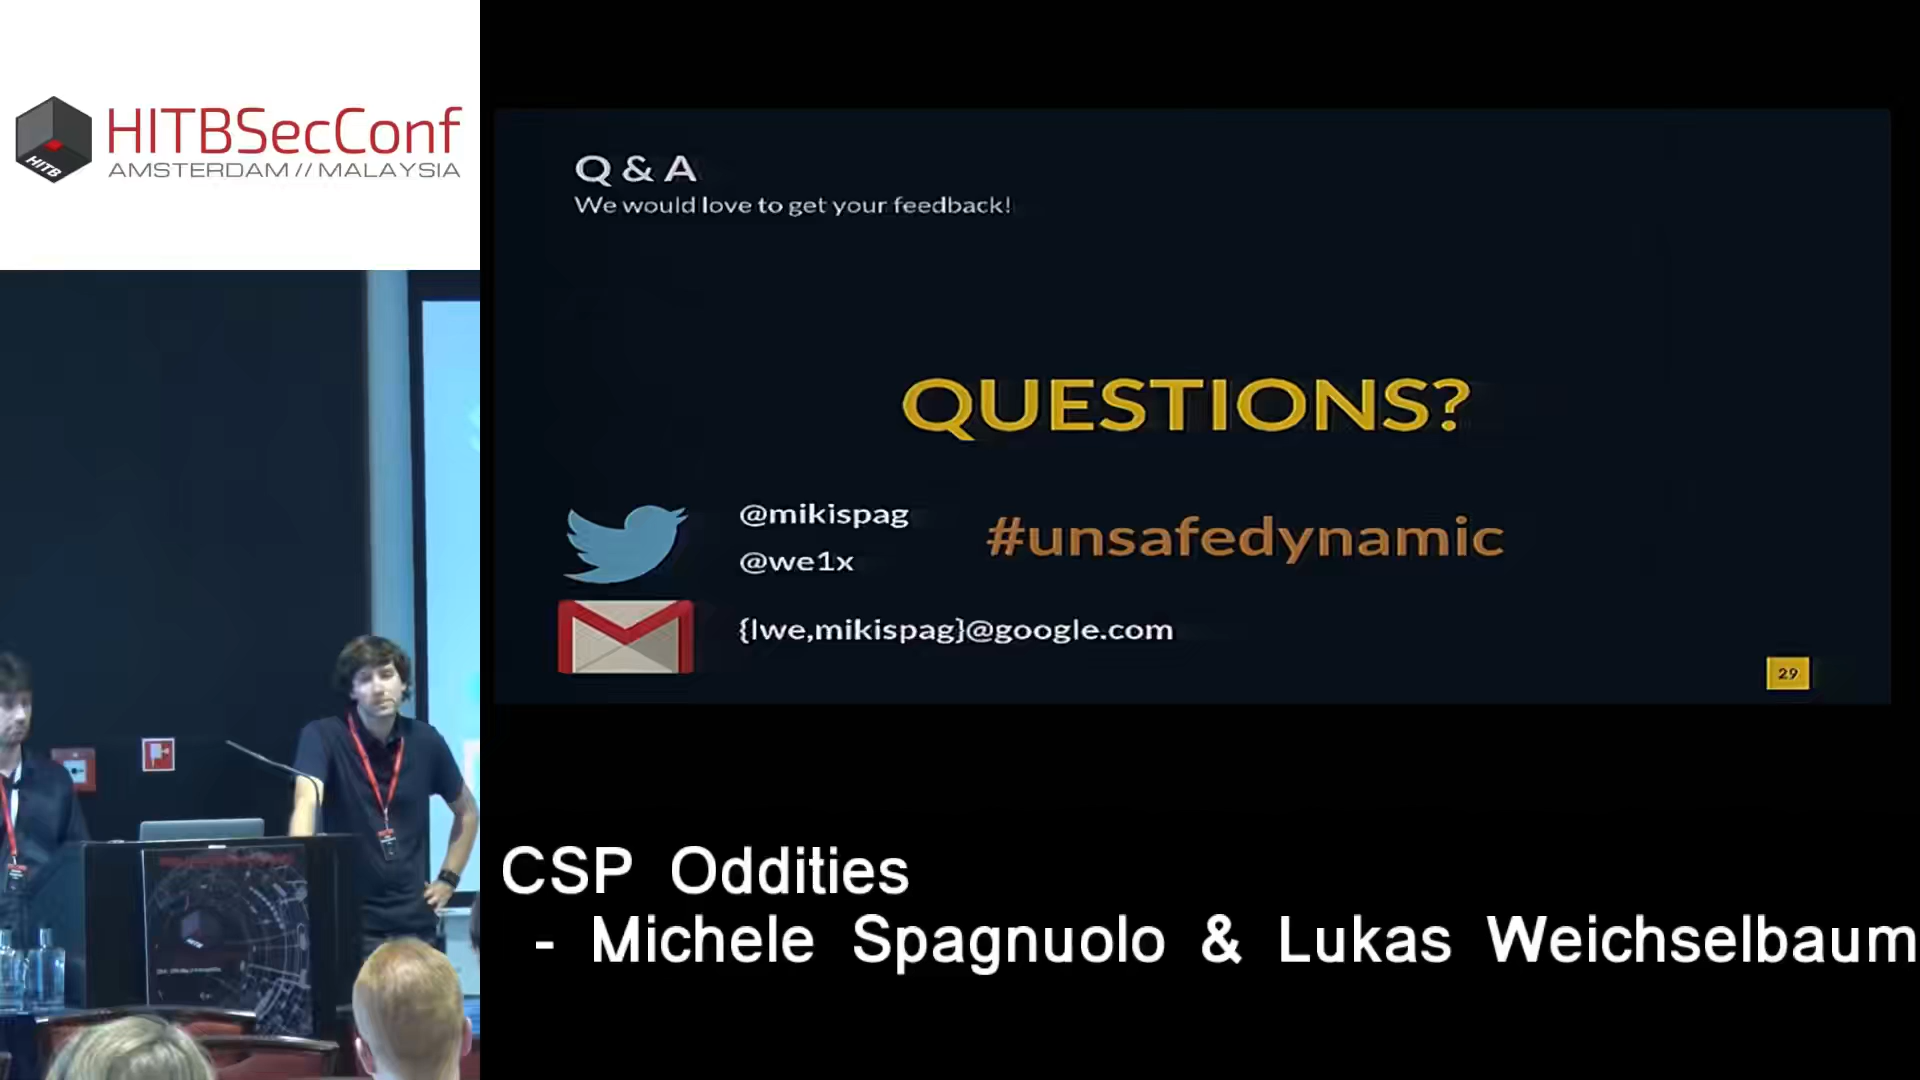 HITBSecConf
AMSTERDAM // MALAYSIA
HITB
Q & A
We would love to get your feedback!
QUESTIONS?
@mikispag
@we1x
#unsafedynamic
{lwe,mikispag}@google.com
29
CSP Oddities
- Michele Spagnuolo & Lukas Weichselbaum